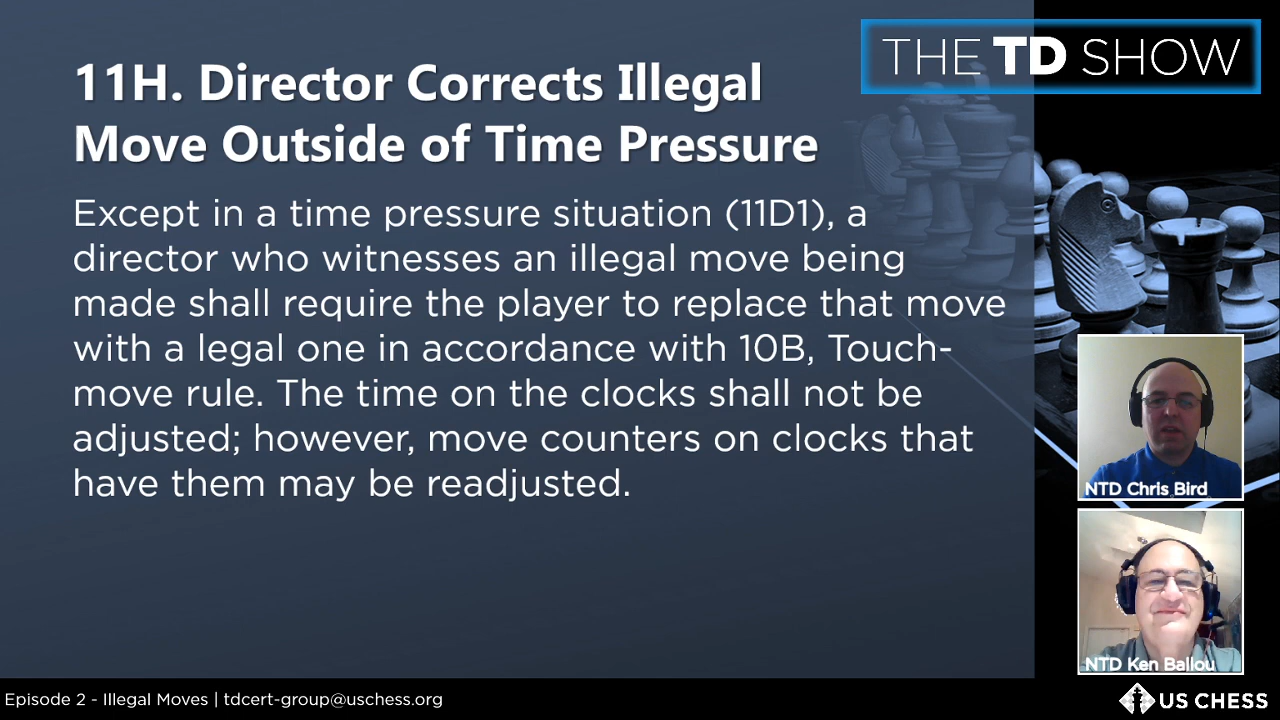 THE TD SHOW
11H. Director Corrects Illegal
Move Outside of Time Pressure
Except in a time pressure situation (11D1), a
director who witnesses an illegal move being
made shall require the player to replace that move
with a legal one in accordance with 10B, Touch-
move rule. The time on the clocks shall not be
adjusted; however, move counters on clocks that
have them may be readjusted.
NTD Chris Bird
NTD Ken Ballou
Episode 2 - Illegal Moves | tdcert-group@uschess.org
US CHESS